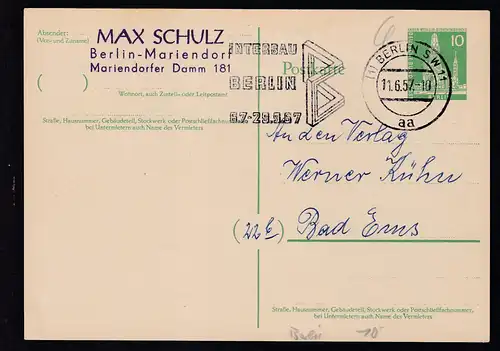 Absender:
(Vor- und Zuname)
MAX SCHULZ
Berlin-Mariendorf
Mariendorfer Damm 181
( )
Wohnort, auch Zustell- oder Leitpostamt
Straße, Hausnummer, Gebäudeteil, Stockwerk oder Postschließfachnummer
bei Untermietern auch Name des Vermieters
INTERBAU
BERLIN
6.7-29.9.57
Postkarte
(1) BERLIN SW 11
11.6.57.-10
aa
10
An den Verlag
Werner Kühn
(22b) Bad Ems
Straße, Hausnummer, Gebäudeteil, Stockwerk oder Postschließfachnummer,
bei Untermietern auch Name des Vermieters
10